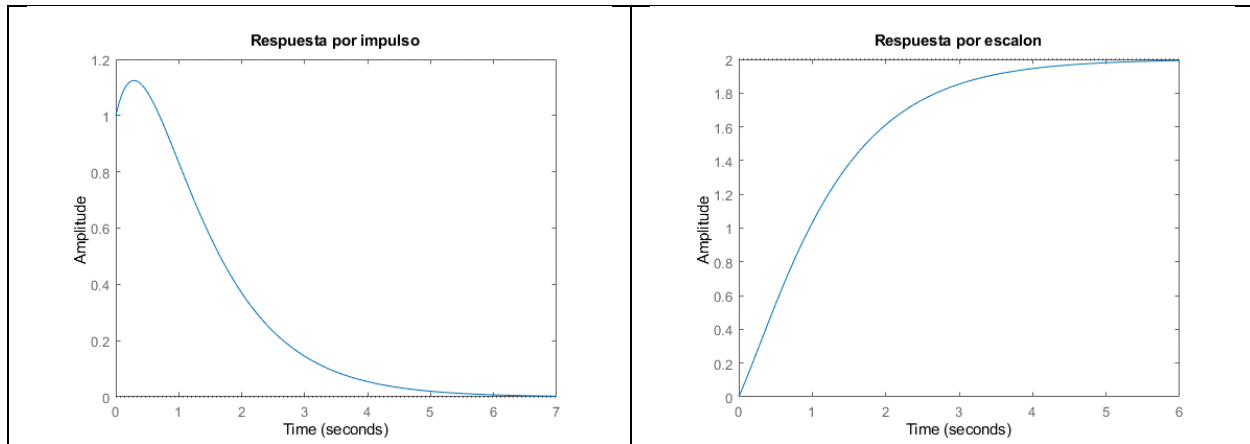 Respuesta por impulso
1.2
1
0.8
0.6
0.4
0.2
0
Amplitude
0 1 2 3 4 5 6 7
Time (seconds)
Respuesta por escalon
2
1.8
1.6
1.4
1.2
1
0.8
0.6
0.4
0.2
0
Amplitude
0 1 2 3 4 5 6
Time (seconds)